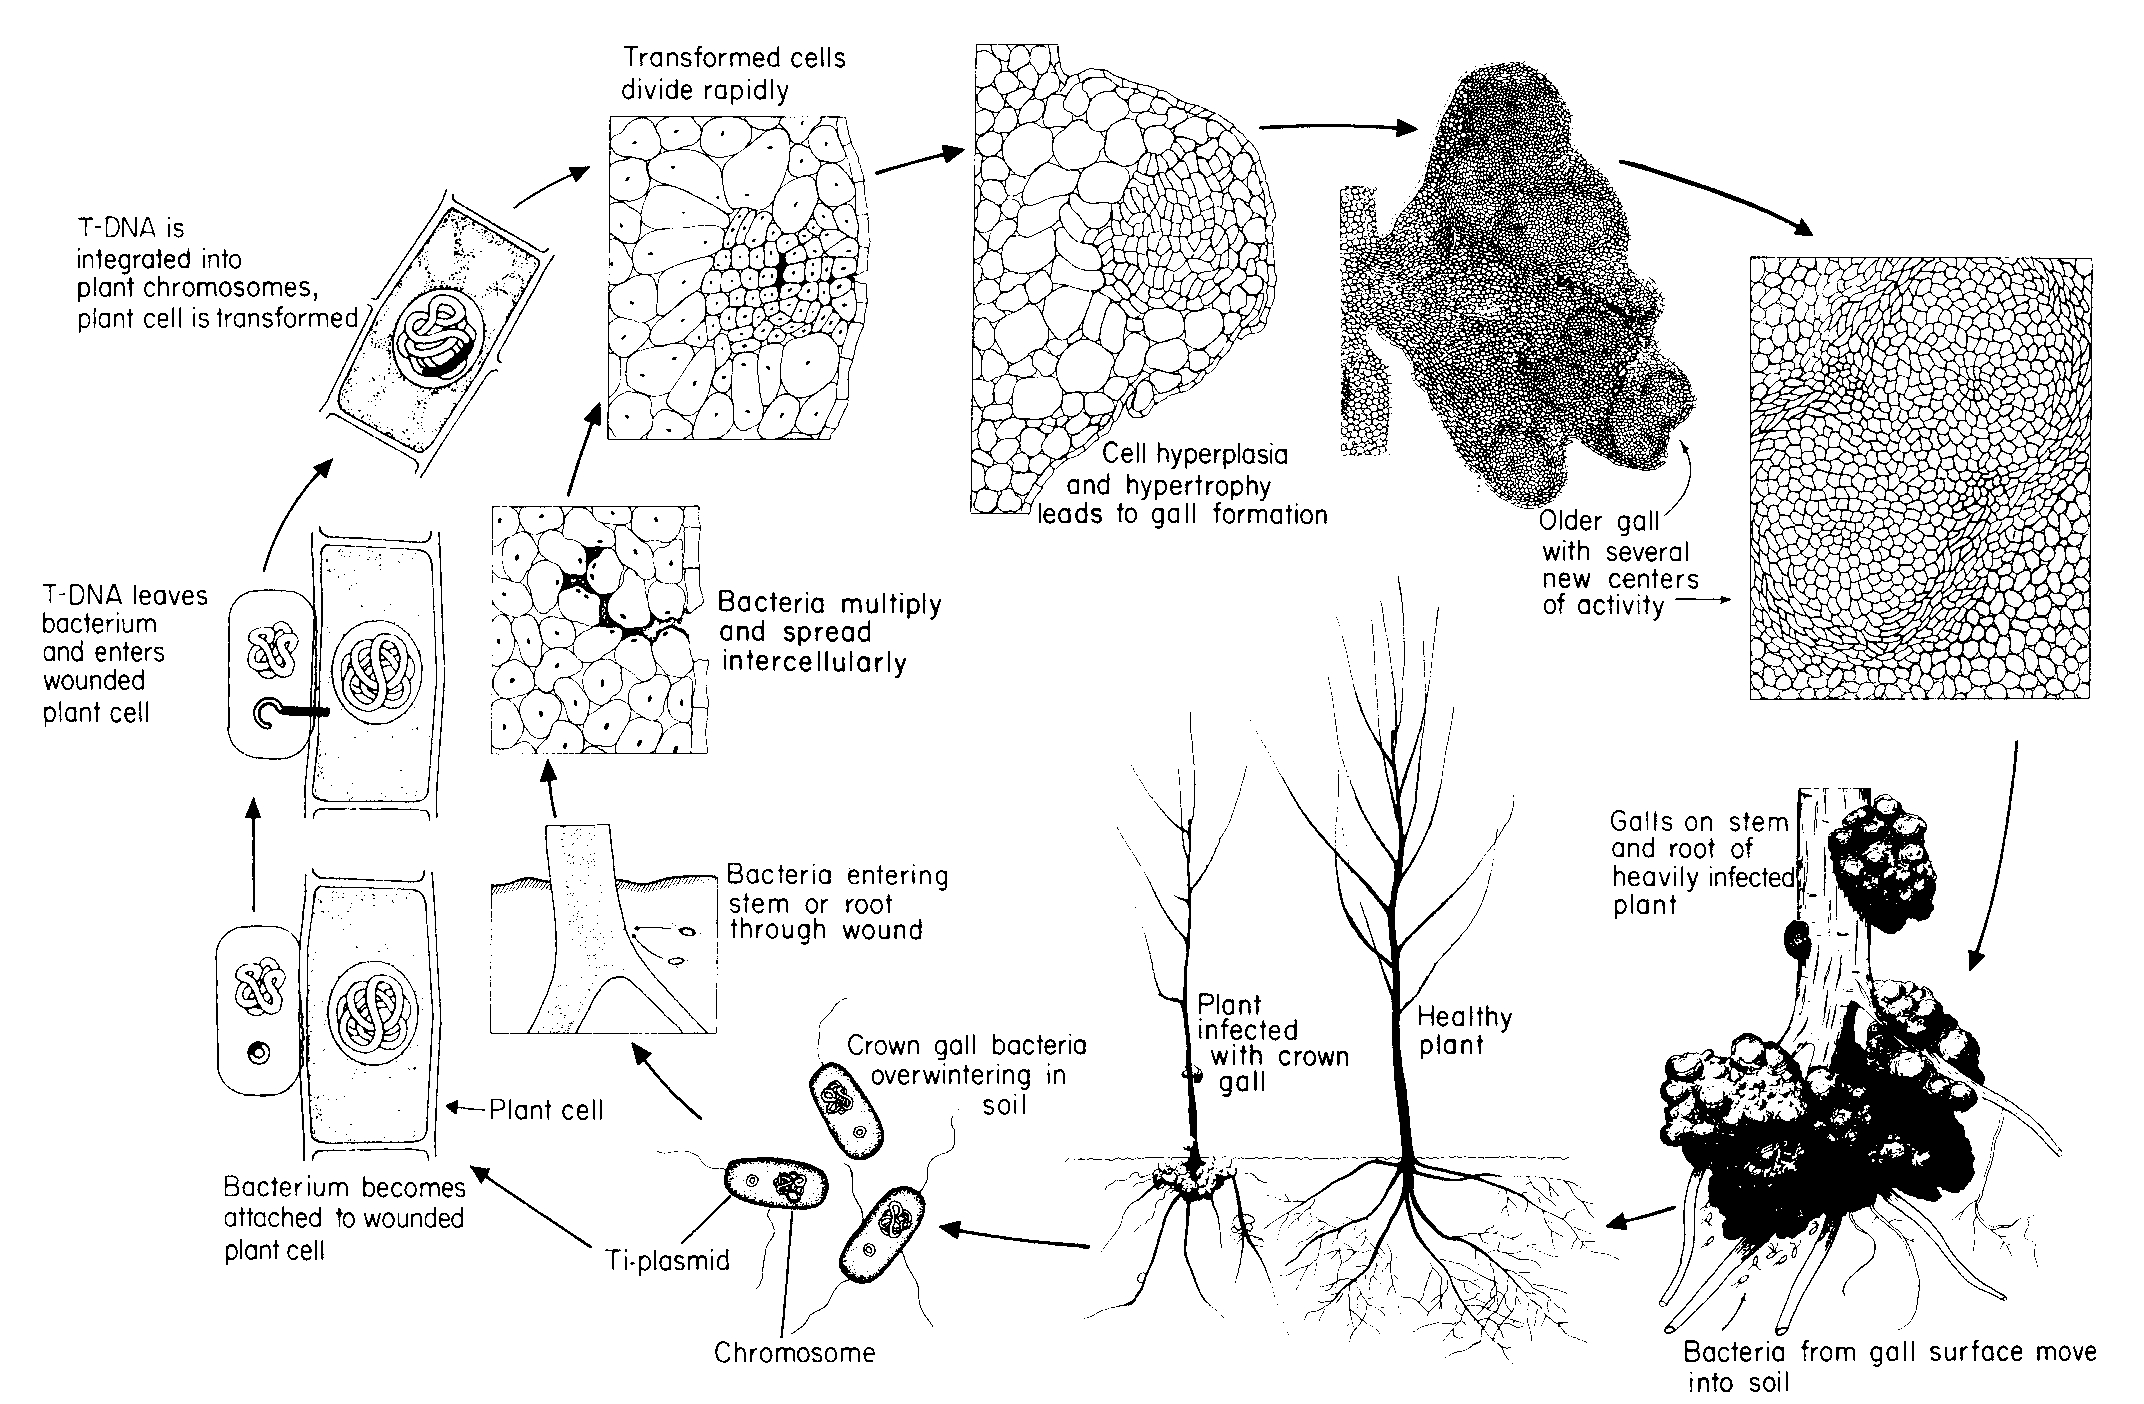 Transformed cells
divide rapidly
T-DNA is
integrated into
plant chromosomes,
plant cell is transformed
Cell hyperplasia
and hypertrophy
leads to gall formation
Older gall
with several
new centers
of activity
T-DNA leaves
bacterium
and enters
wounded
plant cell
Bacteria multiply
and spread
intercellularly
Galls on stem
and root of
heavily infected
plant
Bacteria entering
stem or root
through wound
Plant
infected
with crown
gall
Healthy
plant
Crown gall bacteria
overwintering in
soil
Plant cell
Bacterium becomes
attached to wounded
plant cell
Ti-plasmid
Chromosome
Bacteria from gall surface move
into soil